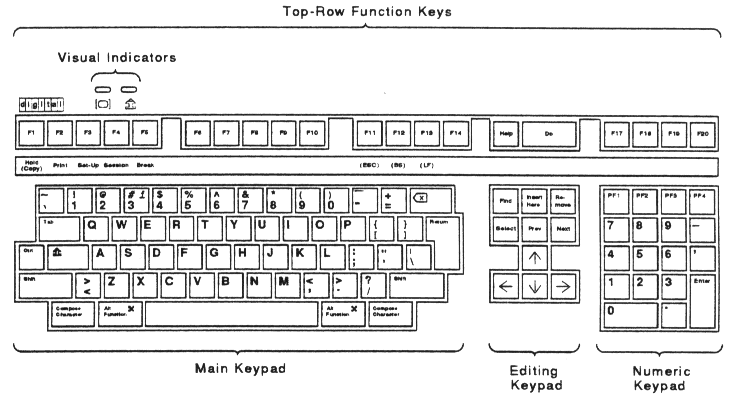 Top-Row Function Keys
Visual Indicators
digital
F1 F2 F3 F4 F5 F6 F7 F8 F9 F10 F11 F12 F13 F14 Help Do F17 F18 F19 F20
Hold (Copy) Print Set-Up Session Break (ESC) (BS) (LF)
~ ! @ # £ $ % ^ & * ( ) — +
` 1 2 3 4 5 6 7 8 9 0 - =
Find Insert Here Re-move
PF1 PF2 PF3 PF4
Tab Q W E R T Y U I O P { [ } ] Return
Select Prev Next
7 8 9 —
Ctrl A S D F G H J K L : ; " ' | \
4 5 6 ,
Shift > < Z X C V B N M < , > . ? / Shift
1 2 3 Enter
Compose Character Alt Function Alt Function Compose Character
0 .
Main Keypad
Editing Keypad
Numeric Keypad